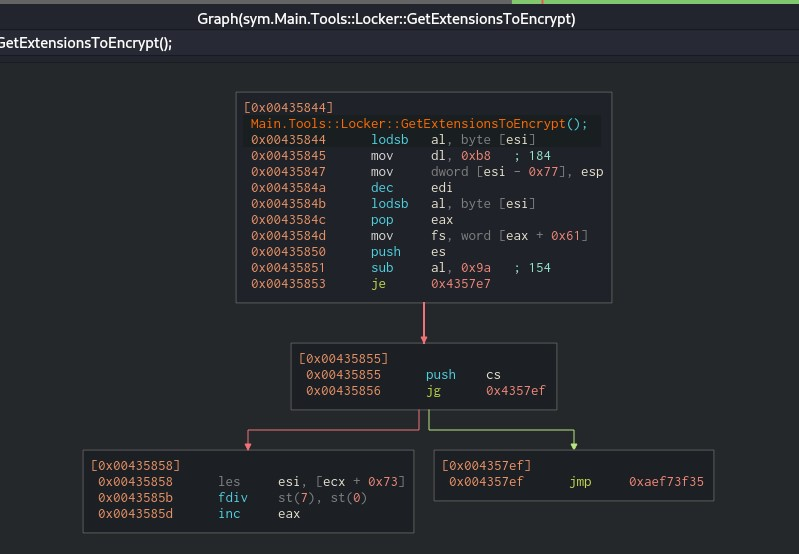 Graph(sym.Main.Tools::Locker::GetExtensionsToEncrypt)
GetExtensionsToEncrypt();
[0x00435844]
Main.Tools::Locker::GetExtensionsToEncrypt();
0x00435844 lodsb al, byte [esi]
0x00435845 mov dl, 0xb8 ; 184
0x00435847 mov dword [esi - 0x77], esp
0x0043584a dec edi
0x0043584b lodsb al, byte [esi]
0x0043584c pop eax
0x0043584d mov fs, word [eax + 0x61]
0x00435850 push es
0x00435851 sub al, 0x9a ; 154
0x00435853 je 0x4357e7
[0x00435855]
0x00435855 push cs
0x00435856 jg 0x4357ef
[0x00435858]
0x00435858 les esi, [ecx + 0x73]
0x0043585b fdiv st(7), st(0)
0x0043585d inc eax
[0x004357ef]
0x004357ef jmp 0xaef73f35